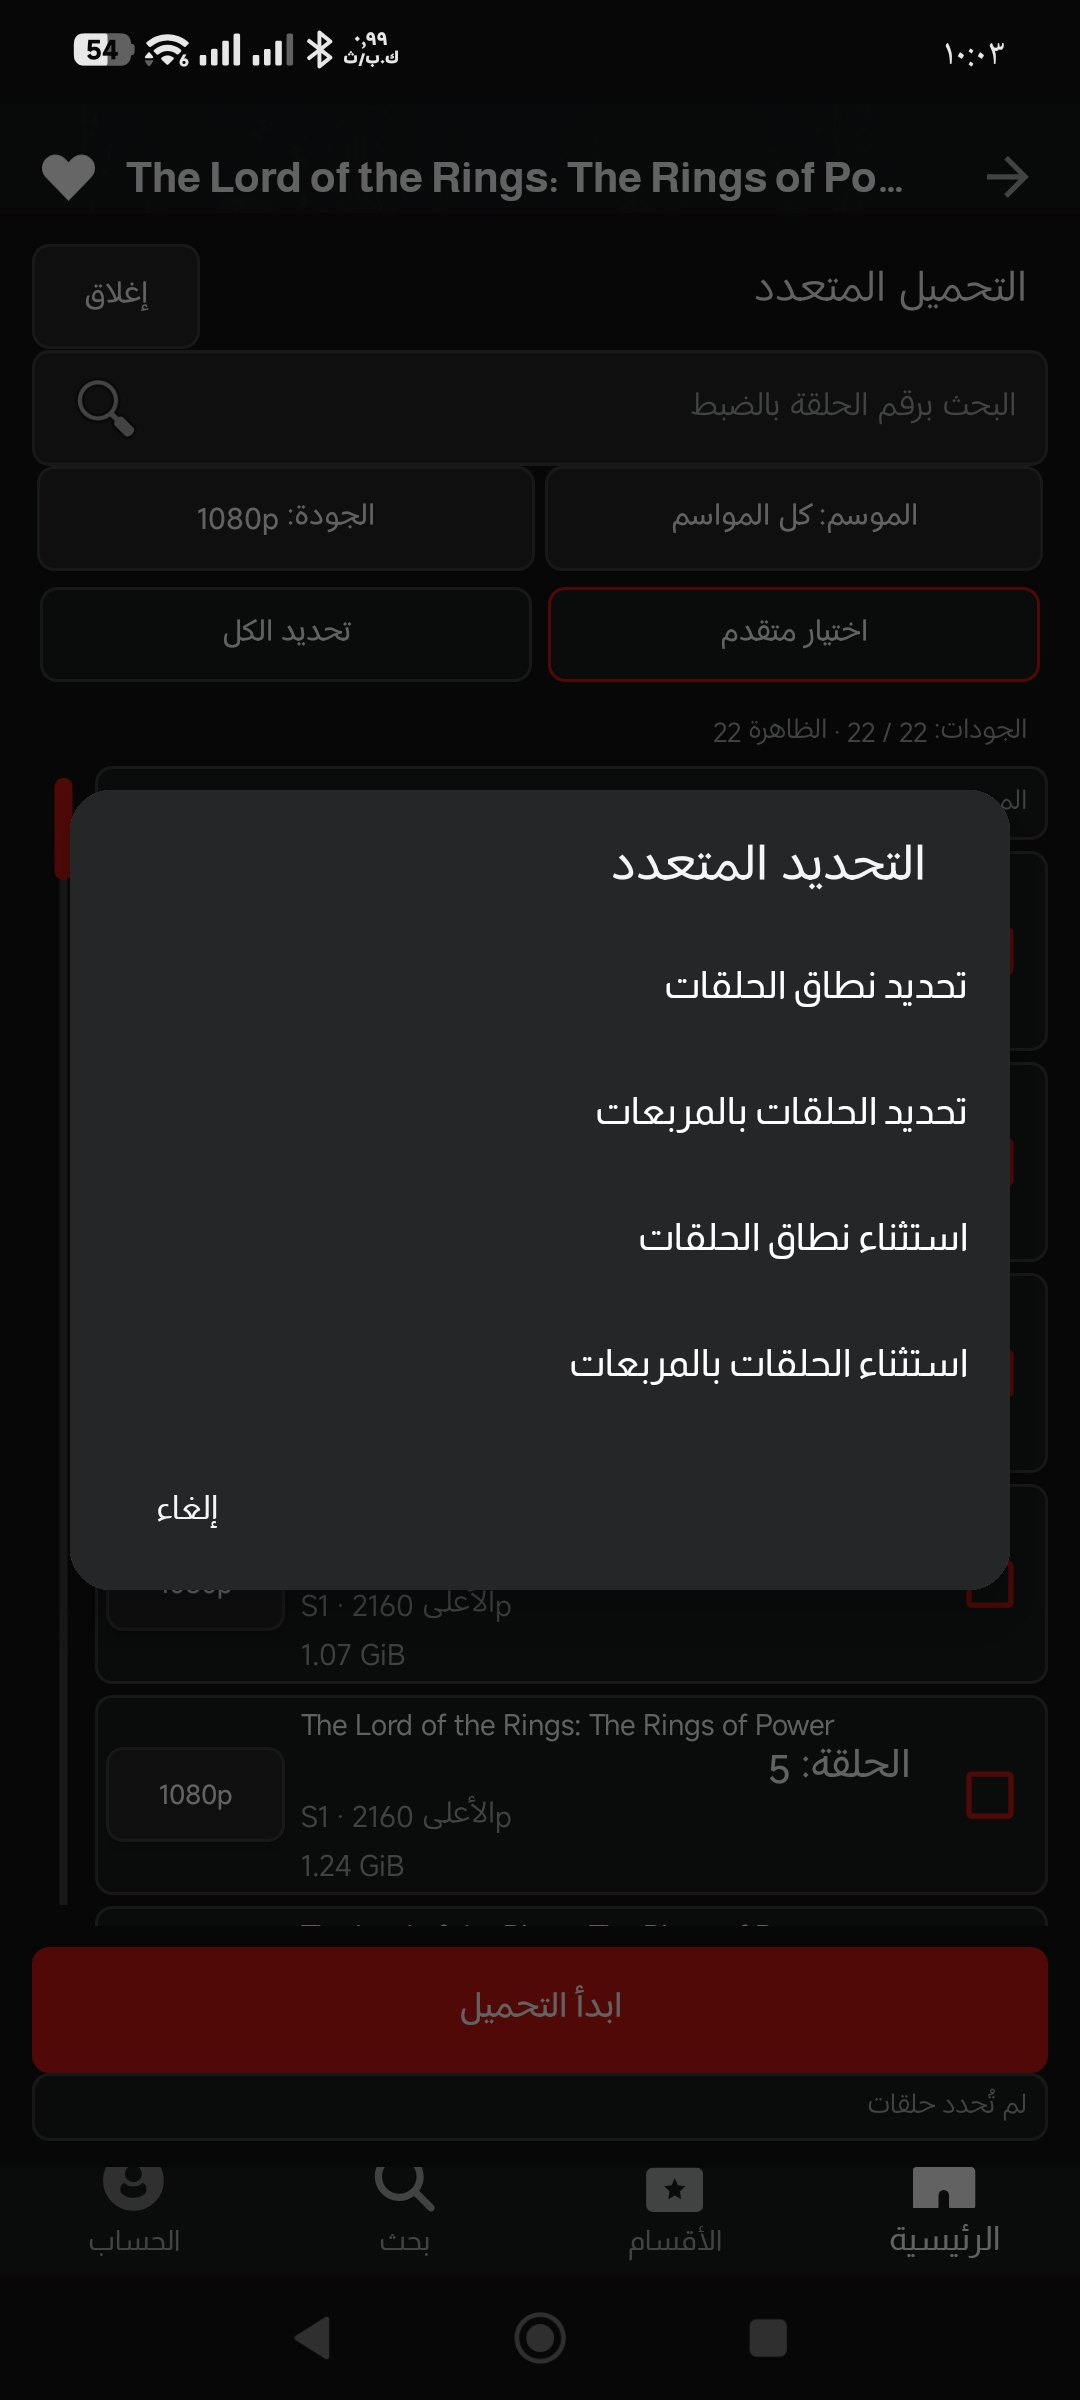 54
٠,٩٩
ك.ب/ث
١٠:٠٣
The Lord of the Rings: The Rings of Po...
التحميل المتعدد
إغلاق
البحث برقم الحلقة بالضبط
الموسم: كل المواسم
الجودة: 1080p
اختيار متقدم
تحديد الكل
الجودات: 22 / 22 · الظاهرة 22
التحديد المتعدد
تحديد نطاق الحلقات
تحديد الحلقات بالمربعات
استثناء نطاق الحلقات
استثناء الحلقات بالمربعات
إلغاء
1080p
S1 · 2160 الأعلىp
1.07 GiB
The Lord of the Rings: The Rings of Power
الحلقة: 5
1080p
S1 · 2160 الأعلىp
1.24 GiB
ابدأ التحميل
لم تُحدد حلقات
الرئيسية
الأقسام
بحث
الحساب